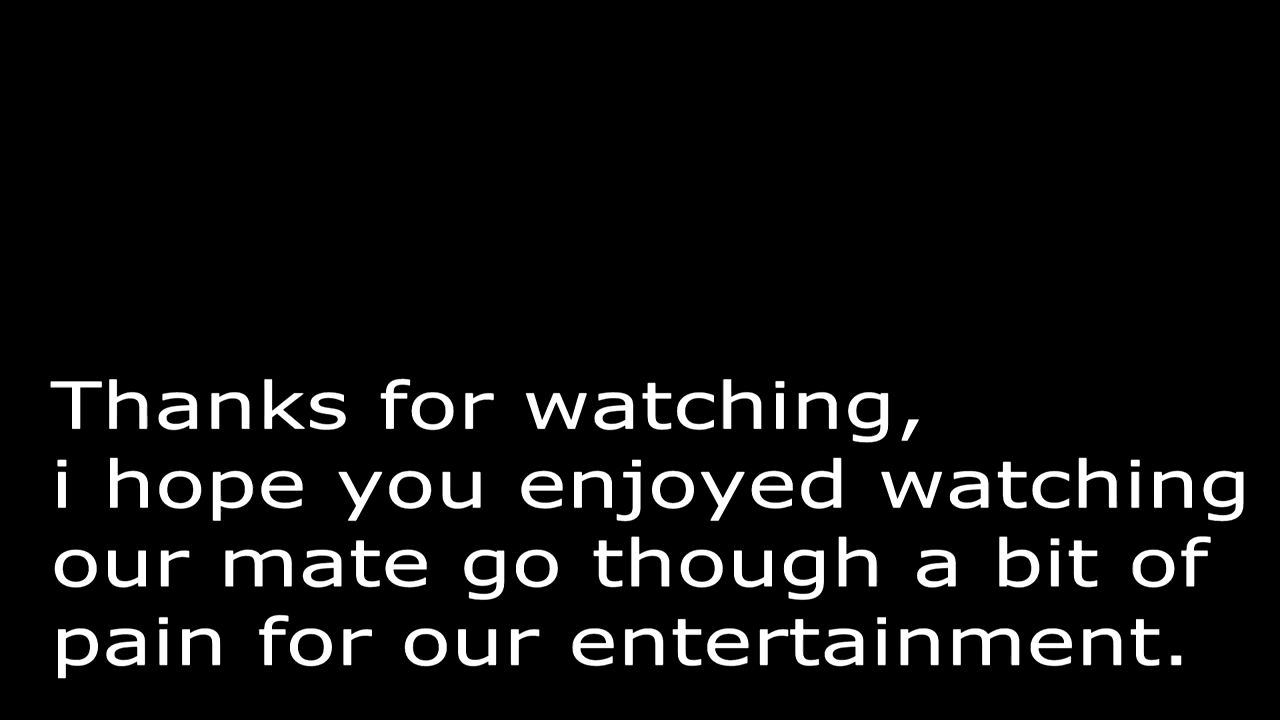 Thanks for watching,
i hope you enjoyed watching
our mate go though a bit of
pain for our entertainment.